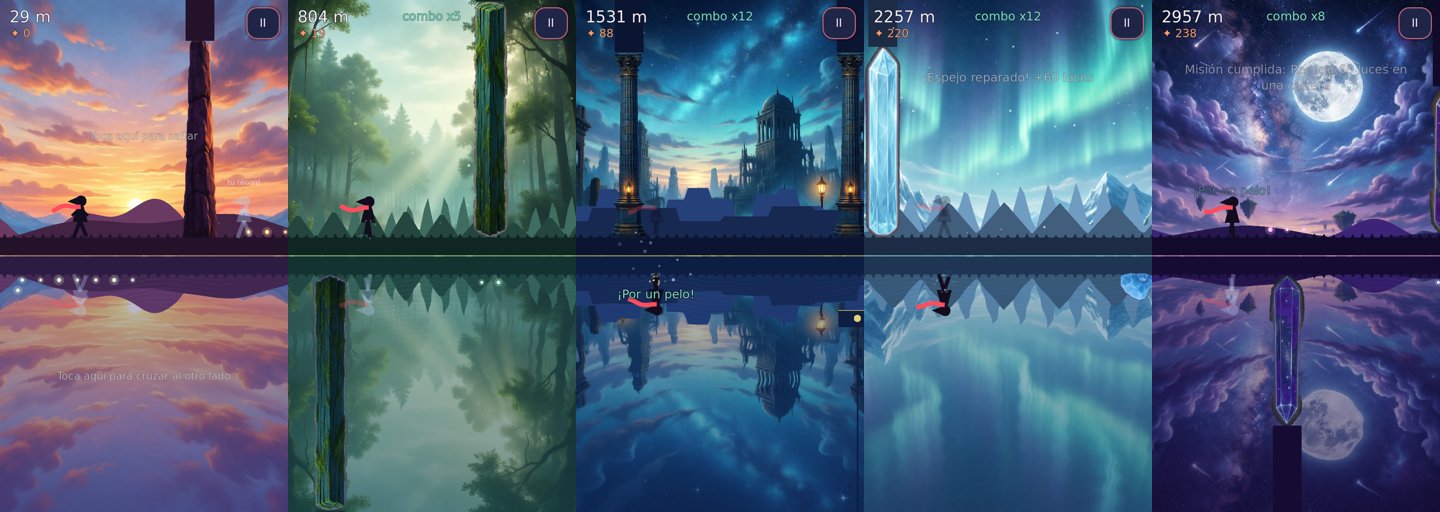 29 m
✦ 0
Toca aquí para saltar
tu récord
Toca aquí para cruzar al otro lado
804 m
combo x5
✦
1531 m
combo x12
✦ 88
¡Por un pelo!
2257 m
combo x12
✦ 220
¡Espejo reparado! +60 luces
2957 m
combo x8
✦ 238
Misión cumplida: luces en
una
¡Por un pelo!